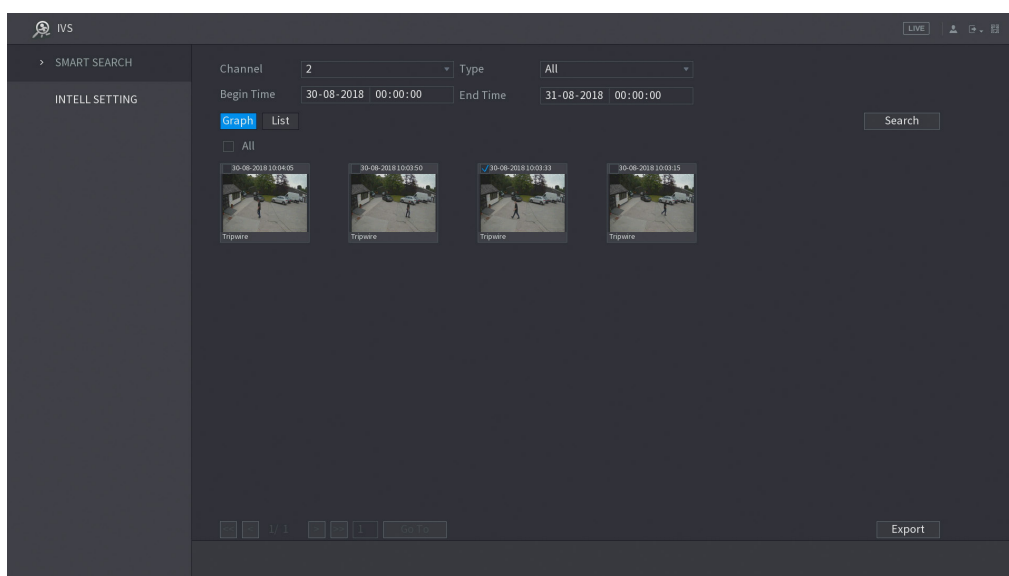 IVS
LIVE
SMART SEARCH
INTELL SETTING
Channel 2 Type All
Begin Time 30-08-2018 00:00:00 End Time 31-08-2018 00:00:00
Graph List Search
All
30-08-2018 10:04:05 30-08-2018 10:03:50 30-08-2018 10:03:33 30-08-2018 10:03:15
Tripwire Tripwire Tripwire Tripwire
1/ 1 1 Go To Export